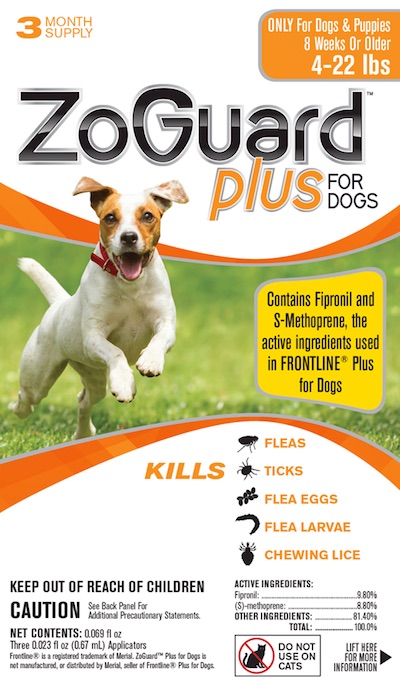 3 MONTH
SUPPLY
ONLY For Dogs & Puppies
8 Weeks Or Older
4-22 lbs
ZoGuard™
plus FOR
DOGS
Contains Fipronil and
S-Methoprene, the
active ingredients used
in FRONTLINE® Plus
for Dogs
KILLS
FLEAS
TICKS
FLEA EGGS
FLEA LARVAE
CHEWING LICE
KEEP OUT OF REACH OF CHILDREN
CAUTION See Back Panel For
Additional Precautionary Statements.
NET CONTENTS: 0.069 fl oz
Three 0.023 fl oz (0.67 mL) Applicators
Frontline® is a registered trademark of Merial. ZoGuard™ Plus for Dogs is
not manufactured, or distributed by Merial, seller of Frontline® Plus for Dogs.
ACTIVE INGREDIENTS:
Fipronil: ............................................ 9.80%
(S)-methoprene: ................................ 8.80%
OTHER INGREDIENTS: .............. 81.40%
TOTAL: .............. 100.0%
DO NOT
USE ON
CATS
LIFT HERE
FOR MORE
INFORMATION